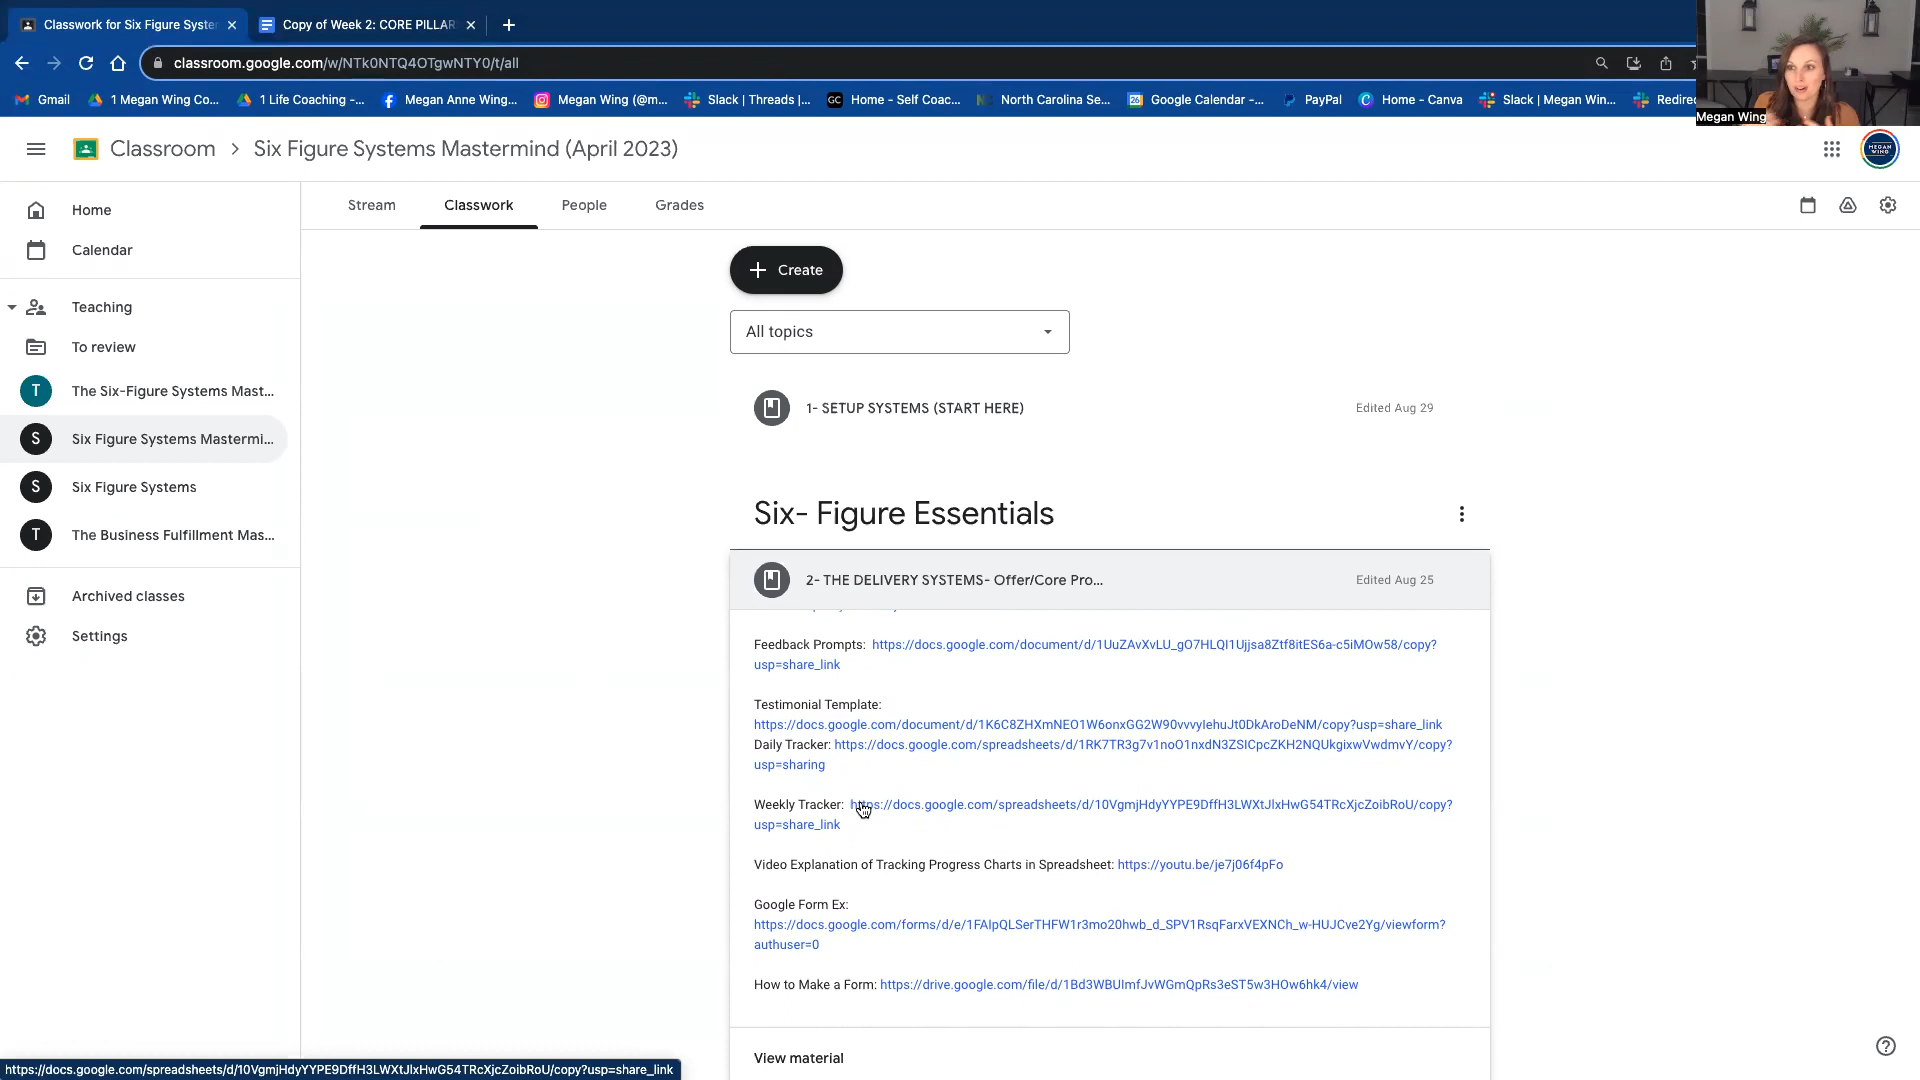 Classwork for Six Figure Syster
Copy of Week 2: CORE PILLAR
classroom.google.com/w/NTk0NTQ4OTgwNTY0/t/all
Gmail
1 Megan Wing Co...
1 Life Coaching -...
Megan Anne Wing...
Megan Wing (@m...
Slack | Threads |...
GC
Home - Self Coac...
North Carolina Se...
26
Google Calendar -...
PayPal
Home - Canva
Slack | Megan Win...
Redirec
Megan Wing
Classroom > Six Figure Systems Mastermind (April 2023)
MEGAN
WING
Home
Calendar
Teaching
To review
T
The Six-Figure Systems Mast...
S
Six Figure Systems Mastermi...
S
Six Figure Systems
T
The Business Fulfillment Mas...
Archived classes
Settings
Stream
Classwork
People
Grades
Create
All topics
1- SETUP SYSTEMS (START HERE)
Edited Aug 29
Six- Figure Essentials
2- THE DELIVERY SYSTEMS- Offer/Core Pro...
Edited Aug 25
Feedback Prompts: https://docs.google.com/document/d/1UuZAvXvLU_gO7HLQI1Ujjsa8Ztf8itES6a-c5iMOw58/copy?
usp=share_link
Testimonial Template:
https://docs.google.com/document/d/1K6C8ZHXmNEO1W6onxGG2W90vvvyIehuJt0DkAroDeNM/copy?usp=share_link
Daily Tracker: https://docs.google.com/spreadsheets/d/1RK7TR3g7v1noO1nxdN3ZSICpcZKH2NQUkgixwVwdmvY/copy?
usp=sharing
Weekly Tracker: https://docs.google.com/spreadsheets/d/10VgmjHdyYYPE9DffH3LWXtJlxHwG54TRcXjcZoibRoU/copy?
usp=share_link
Video Explanation of Tracking Progress Charts in Spreadsheet: https://youtu.be/je7j06f4pFo
Google Form Ex:
https://docs.google.com/forms/d/e/1FAIpQLSerTHFW1r3mo20hwb_d_SPV1RsqFarxVEXNCh_w-HUJCve2Yg/viewform?
authuser=0
How to Make a Form: https://drive.google.com/file/d/1Bd3WBUImfJvWGmQpRs3eST5w3HOw6hk4/view
View material
https://docs.google.com/spreadsheets/d/10VgmjHdyYYPE9DffH3LWXtJlxHwG54TRcXjcZoibRoU/copy?usp=share_link